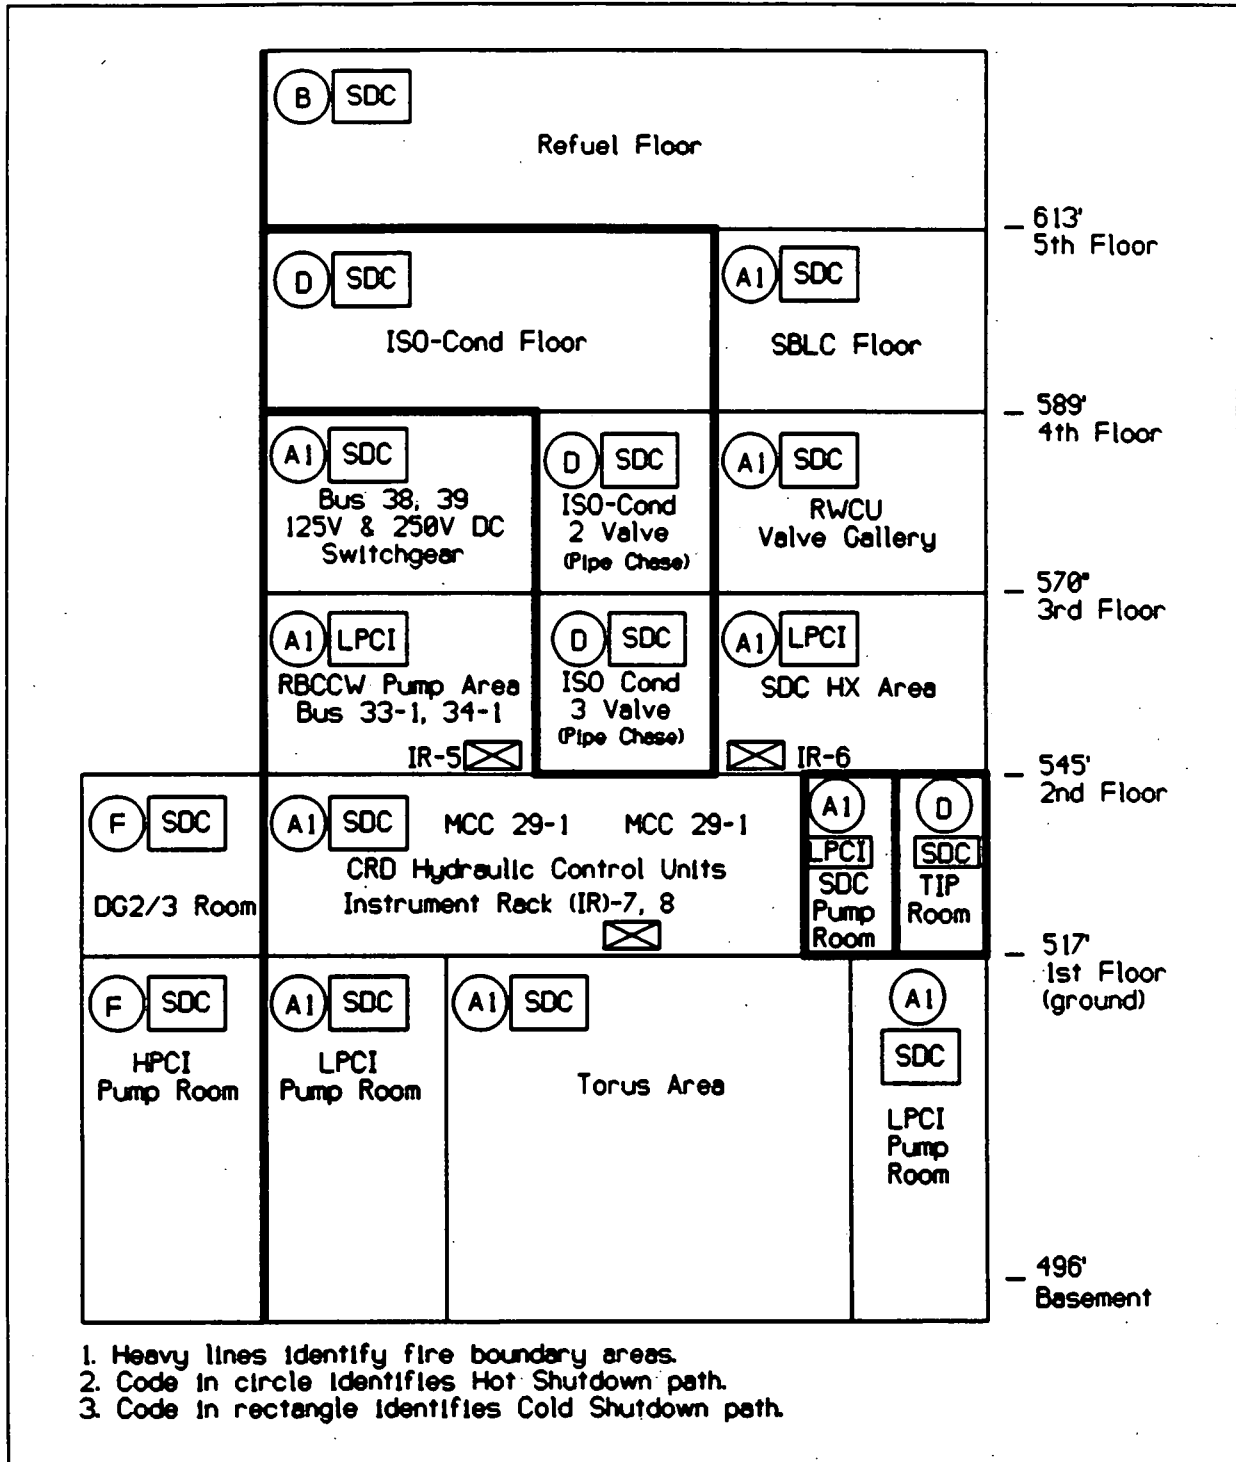 B SDC
Refuel Floor
613'
5th Floor
D SDC
ISO-Cond Floor
A1 SDC
SBLC Floor
589'
4th Floor
A1 SDC
Bus 38, 39
125V & 250V DC
Switchgear
D SDC
ISO-Cond
2 Valve
(Pipe Chase)
A1 SDC
RWCU
Valve Gallery
570"
3rd Floor
A1 LPCI
RBCCW Pump Area
Bus 33-1, 34-1
IR-5
D SDC
ISO Cond
3 Valve
(Pipe Chase)
A1 LPCI
SDC HX Area
IR-6
545'
2nd Floor
F SDC
DG2/3 Room
A1 SDC MCC 29-1 MCC 29-1
CRD Hydraulic Control Units
Instrument Rack (IR)-7, 8
A1
LPCI
SDC
Pump
Room
D
SDC
TIP
Room
517'
1st Floor
(ground)
F SDC
HPCI
Pump Room
A1 SDC
LPCI
Pump Room
A1 SDC
Torus Area
A1
SDC
LPCI
Pump
Room
496'
Basement
1. Heavy lines identify fire boundary areas.
2. Code in circle identifies Hot Shutdown path.
3. Code in rectangle identifies Cold Shutdown path.